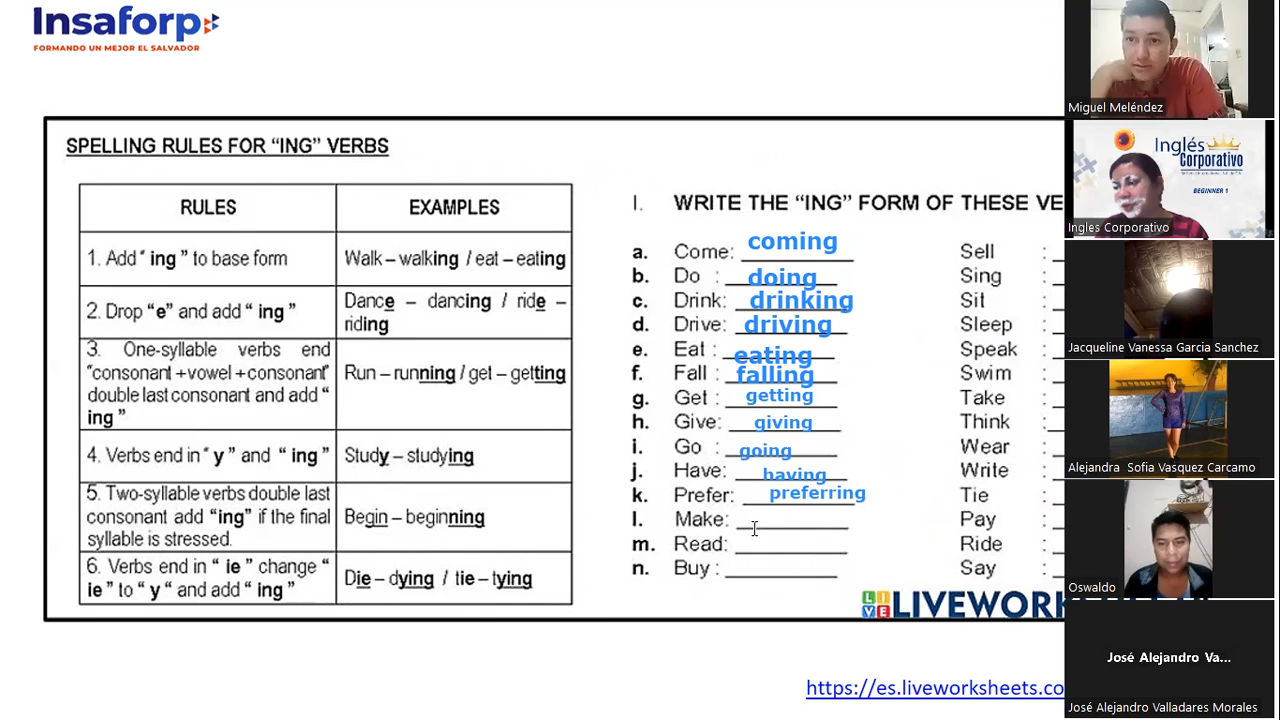 Insaforp
FORMANDO UN MEJOR EL SALVADOR
SPELLING RULES FOR “ING” VERBS
RULES EXAMPLES
1. Add “ ing ” to base form Walk – walking / eat – eating
2. Drop “e” and add “ ing ” Dance – dancing / ride –
riding
3. One-syllable verbs end
“consonant +vowel +consonant”
double last consonant and add “
ing ”
Run – running / get – getting
4. Verbs end in “ y ” and “ ing ” Study – studying
5. Two-syllable verbs double last
consonant add “ing” if the final
syllable is stressed.
Begin – beginning
6. Verbs end in “ ie ” change “
ie ” to “ y “ and add “ ing ”
Die – dying / tie – tying
I. WRITE THE “ING” FORM OF THESE VE
a. Come: coming
b. Do : doing
c. Drink: drinking
d. Drive: driving
e. Eat : eating
f. Fall : falling
g. Get : getting
h. Give: giving
i. Go : going
j. Have: having
k. Prefer: preferring
l. Make:
m. Read:
n. Buy :
Sell :
Sing :
Sit :
Sleep :
Speak :
Swim :
Take :
Think :
Wear :
Write :
Tie :
Pay :
Ride :
Say :
LIVE
https://es.liveworksheets.co
Miguel Meléndez
Inglés
Corporativo
BEGINNER 1
Ingles Corporativo
Jacqueline Vanessa Garcia Sanchez
Alejandra Sofia Vasquez Carcamo
Oswaldo
José Alejandro Va...
José Alejandro Valladares Morales